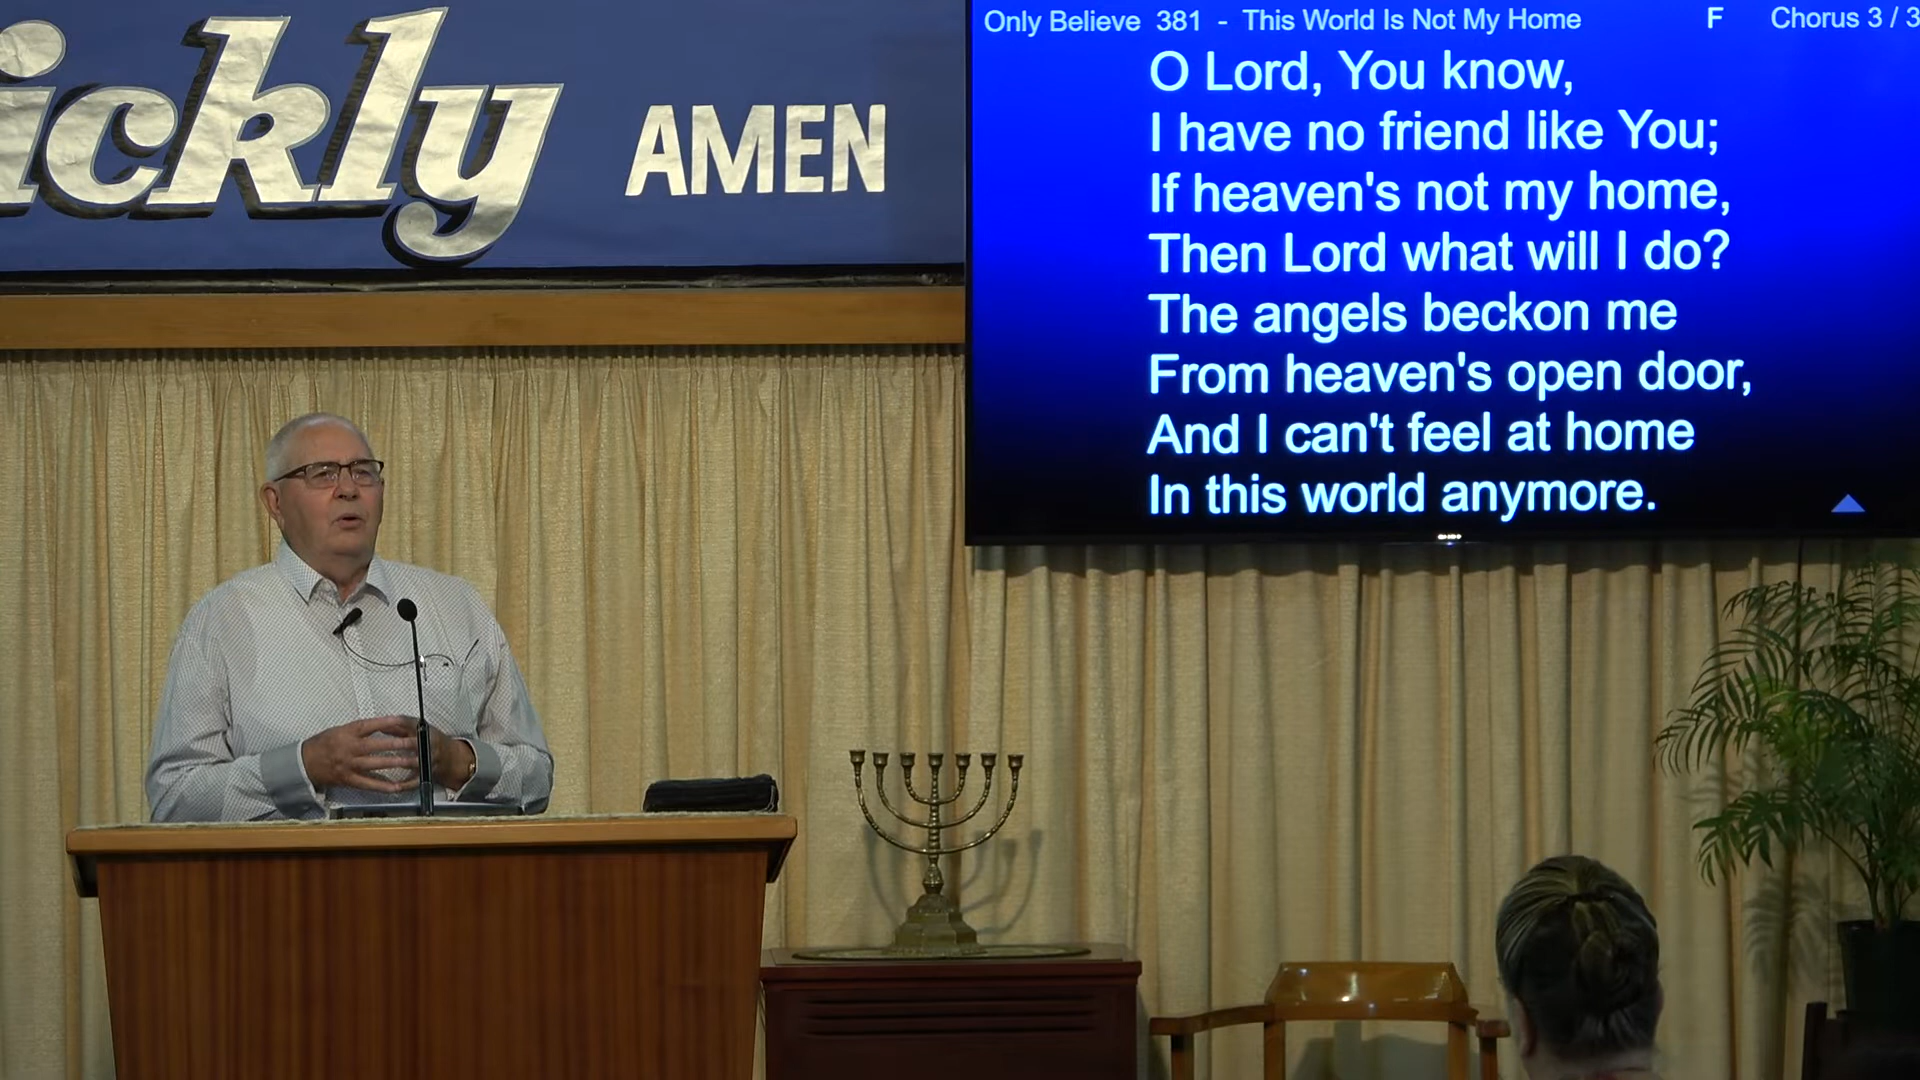 ickly AMEN
Only Believe 381 - This World Is Not My Home F Chorus 3 / 3
O Lord, You know,
I have no friend like You;
If heaven's not my home,
Then Lord what will I do?
The angels beckon me
From heaven's open door,
And I can't feel at home
In this world anymore.